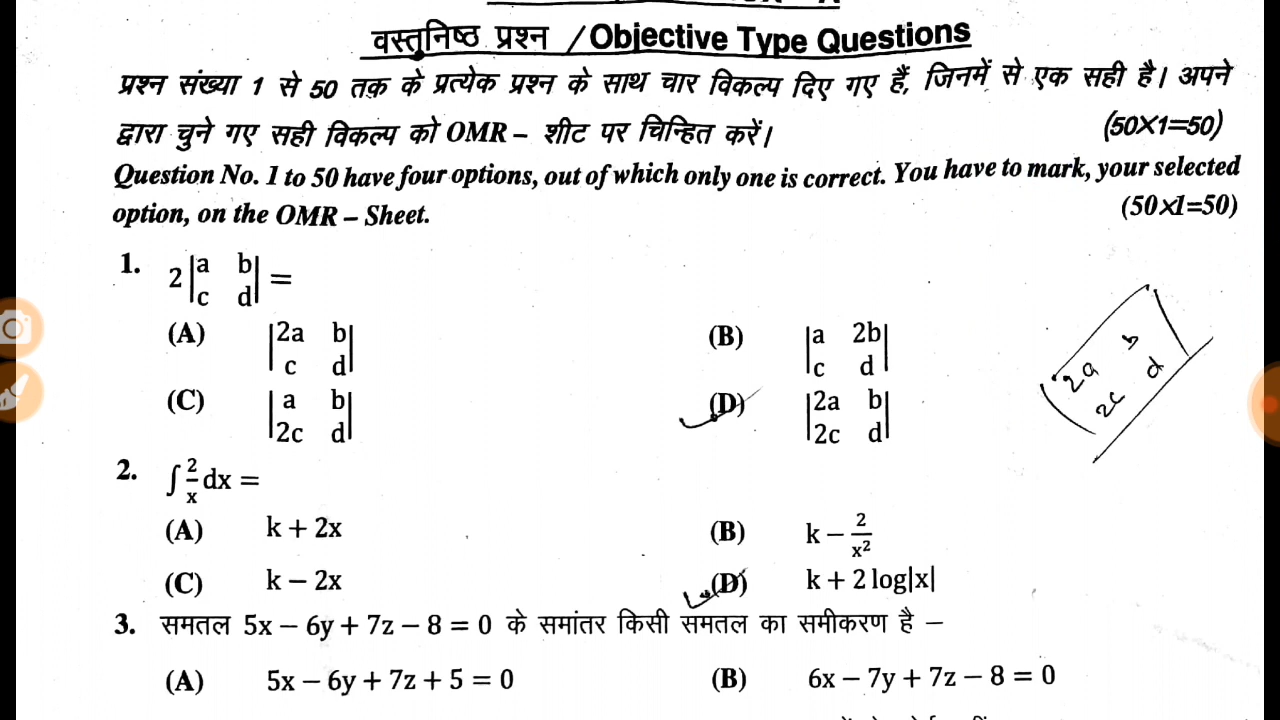 वस्तुनिष्ठ प्रश्न / Objective Type Questions
प्रश्न संख्या 1 से 50 तक के प्रत्येक प्रश्न के साथ चार विकल्प दिए गए हैं, जिनमें से एक सही है। अपने
द्वारा चुने गए सही विकल्प को OMR – शीट पर चिन्हित करें। (50X1=50)
Question No. 1 to 50 have four options, out of which only one is correct. You have to mark, your selected
option, on the OMR – Sheet. (50×1=50)
1. 2 |a b|
|c d| =
(A) |2a b|
|c d|
(B) |a 2b|
|c d|
(C) |a b|
|2c d|
(D) |2a b|
|2c d|
2a b
2c d
2. ∫ 2/x dx =
(A) k + 2x (B) k − 2/x²
(C) k − 2x (D) k + 2 log|x|
3. समतल 5x − 6y + 7z − 8 = 0 के समांतर किसी समतल का समीकरण है –
(A) 5x − 6y + 7z + 5 = 0 (B) 6x − 7y + 7z − 8 = 0